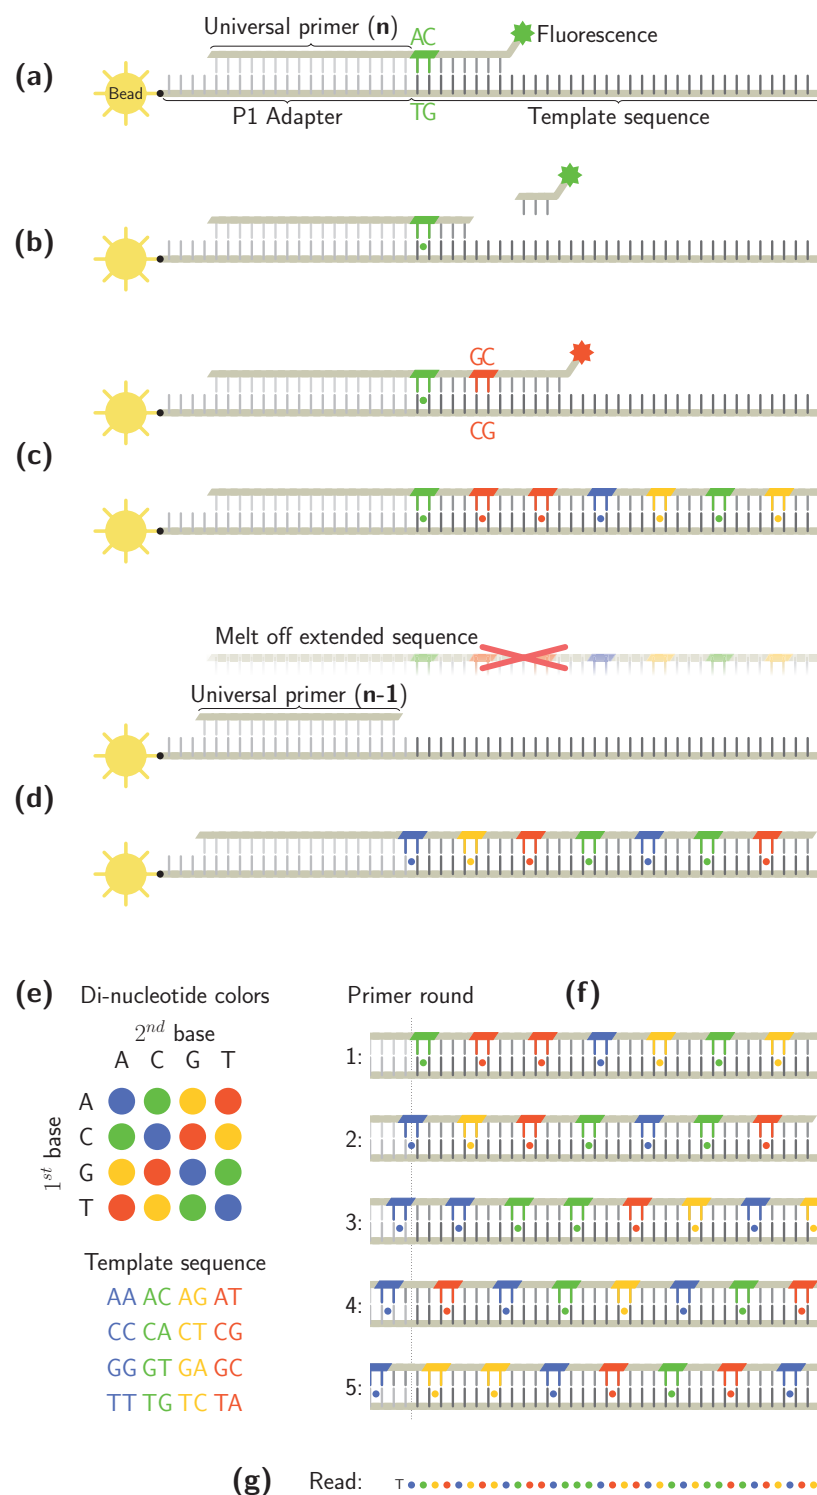 Universal primer (n)
AC
Fluorescence
(a)
Bead
P1 Adapter
TG
Template sequence
(b)
GC
CG
(c)
Melt off extended sequence
Universal primer (n-1)
(d)
(e)
Di-nucleotide colors
2nd base
A C G T
1st base
A
C
G
T
Template sequence
AA AC AG AT
CC CA CT CG
GG GT GA GC
TT TG TC TA
Primer round
(f)
1:
2:
3:
4:
5:
(g)
Read:
T